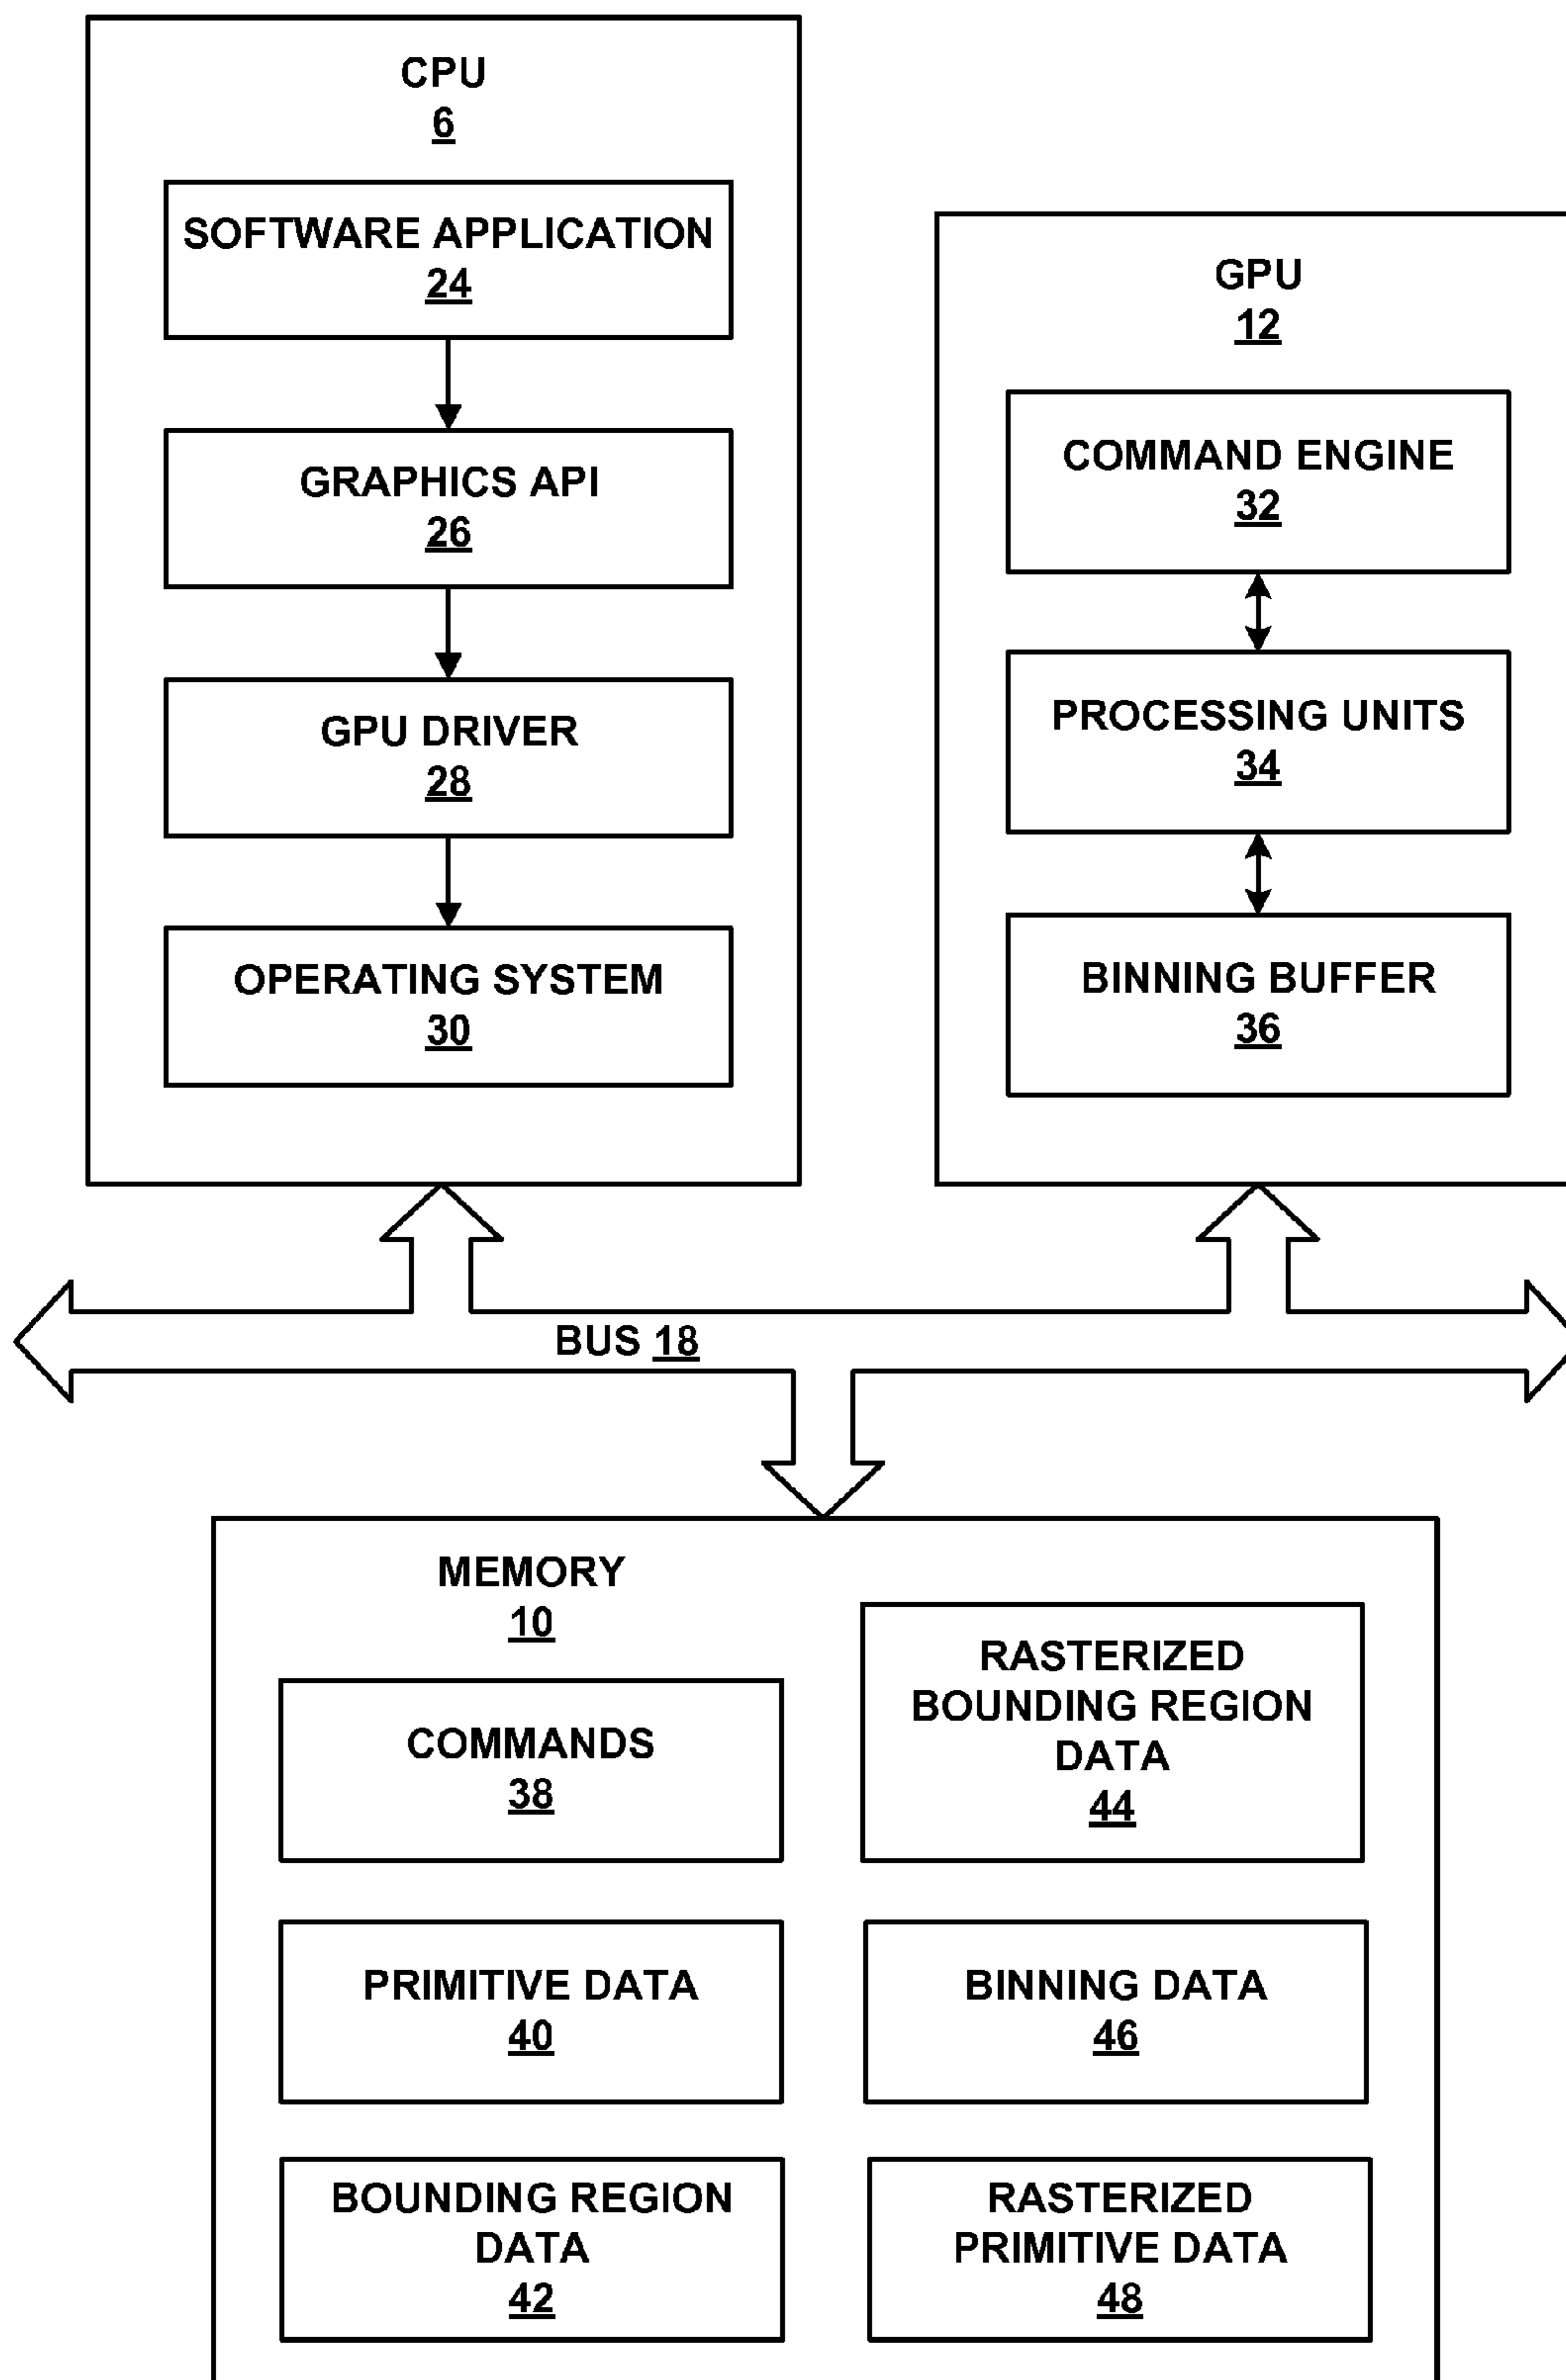 CPU
6
SOFTWARE APPLICATION
24
GRAPHICS API
26
GPU DRIVER
28
OPERATING SYSTEM
30
GPU
12
COMMAND ENGINE
32
PROCESSING UNITS
34
BINNING BUFFER
36
BUS 18
MEMORY
10
COMMANDS
38
PRIMITIVE DATA
40
BOUNDING REGION
DATA
42
RASTERIZED
BOUNDING REGION
DATA
44
BINNING DATA
46
RASTERIZED
PRIMITIVE DATA
48